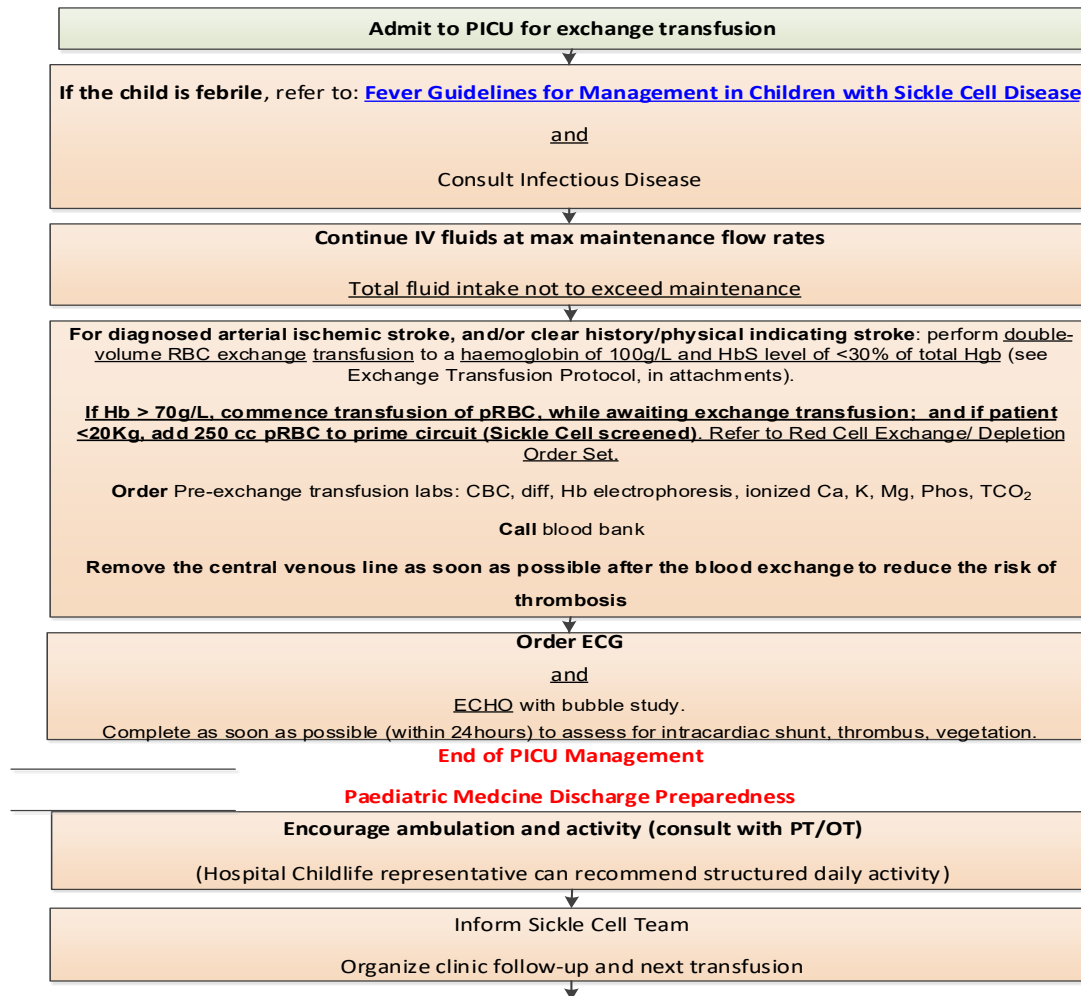 Admit to PICU for exchange transfusion
If the child is febrile, refer to: Fever Guidelines for Management in Children with Sickle Cell Disease
and
Consult Infectious Disease
Continue IV fluids at max maintenance flow rates
Total fluid intake not to exceed maintenance
For diagnosed arterial ischemic stroke, and/or clear history/physical indicating stroke: perform double-
volume RBC exchange transfusion to a haemoglobin of 100g/L and HbS level of <30% of total Hgb (see
Exchange Transfusion Protocol, in attachments).
If Hb > 70g/L, commence transfusion of pRBC, while awaiting exchange transfusion; and if patient
<20Kg, add 250 cc pRBC to prime circuit (Sickle Cell screened). Refer to Red Cell Exchange/ Depletion
Order Set.
Order Pre-exchange transfusion labs: CBC, diff, Hb electrophoresis, ionized Ca, K, Mg, Phos, TCO₂
Call blood bank
Remove the central venous line as soon as possible after the blood exchange to reduce the risk of
thrombosis
Order ECG
and
ECHO with bubble study.
Complete as soon as possible (within 24hours) to assess for intracardiac shunt, thrombus, vegetation.
End of PICU Management
Paediatric Medcine Discharge Preparedness
Encourage ambulation and activity (consult with PT/OT)
(Hospital Childlife representative can recommend structured daily activity)
Inform Sickle Cell Team
Organize clinic follow-up and next transfusion